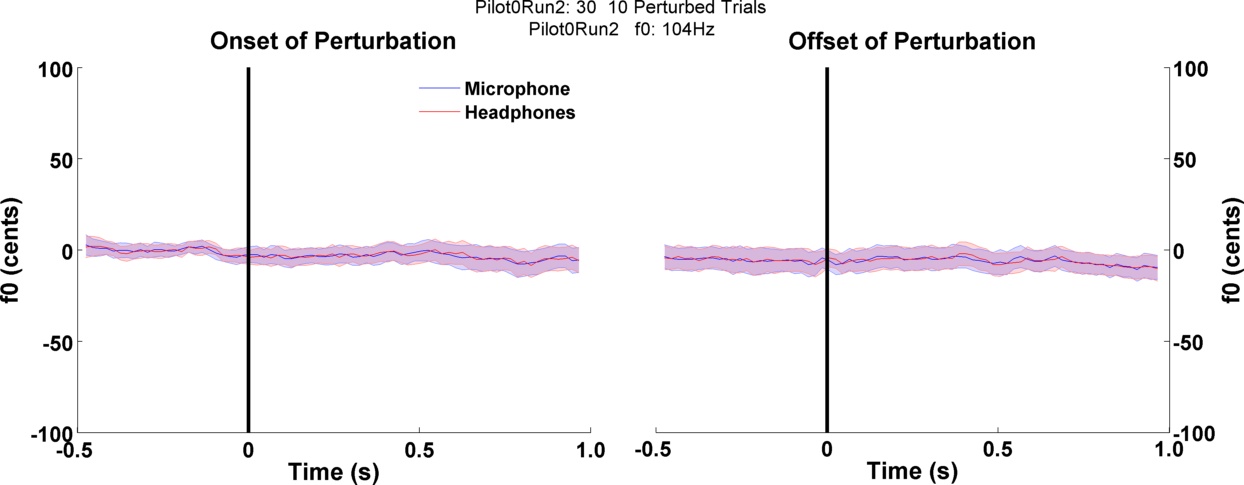 Pilot0Run2: 30  10 Perturbed Trials
Pilot0Run2   f0: 104Hz
Onset of Perturbation
Offset of Perturbation
Microphone
Headphones
100
50
0
-50
-100
f0 (cents)
-0.5
0
0.5
1.0
Time (s)
-0.5
0
0.5
1.0
Time (s)
100
50
0
-50
-100
f0 (cents)